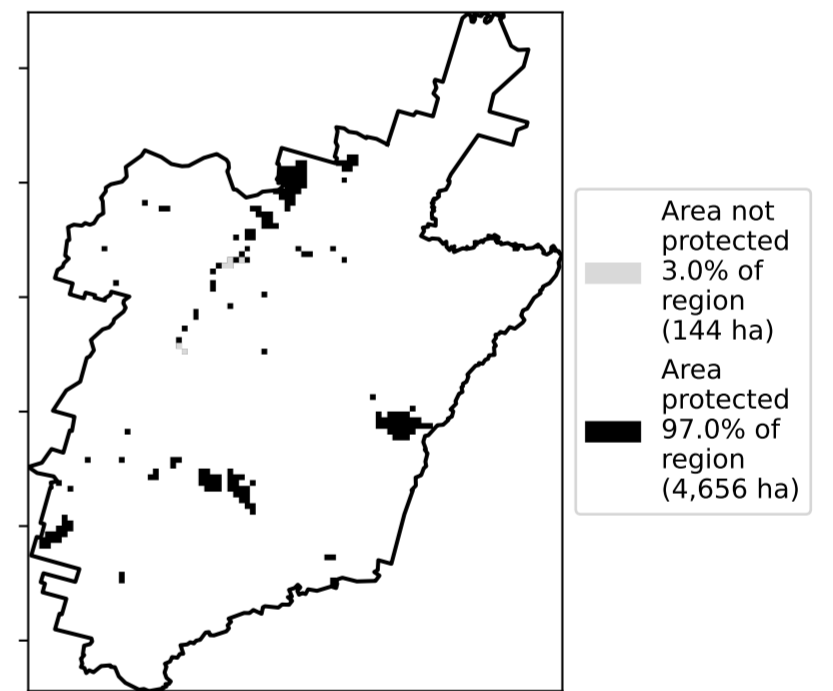 Area not
protected
3.0% of
region
(144 ha)
Area
protected
97.0% of
region
(4,656 ha)